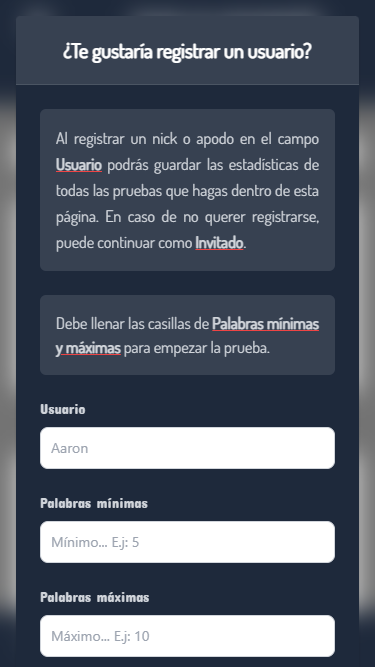 ¿Te gustaría registrar un usuario?
Al registrar un nick o apodo en el campo
Usuario podrás guardar las estadísticas de
todas las pruebas que hagas dentro de esta
página. En caso de no querer registrarse,
puede continuar como Invitado.
Debe llenar las casillas de Palabras mínimas
y máximas para empezar la prueba.
Usuario
Aaron
Palabras mínimas
Mínimo... E.j: 5
Palabras máximas
Máximo... E.j: 10